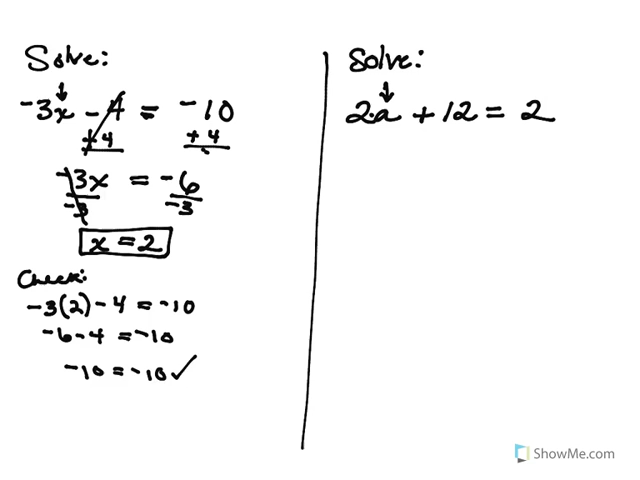 Solve:
-3x - 4 = -10
+4 +4
-3x = -6
-3 -3
x = 2
Check:
-3(2) - 4 = -10
-6 - 4 = -10
-10 = -10 ✓
Solve:
2·a + 12 = 2
ShowMe.com